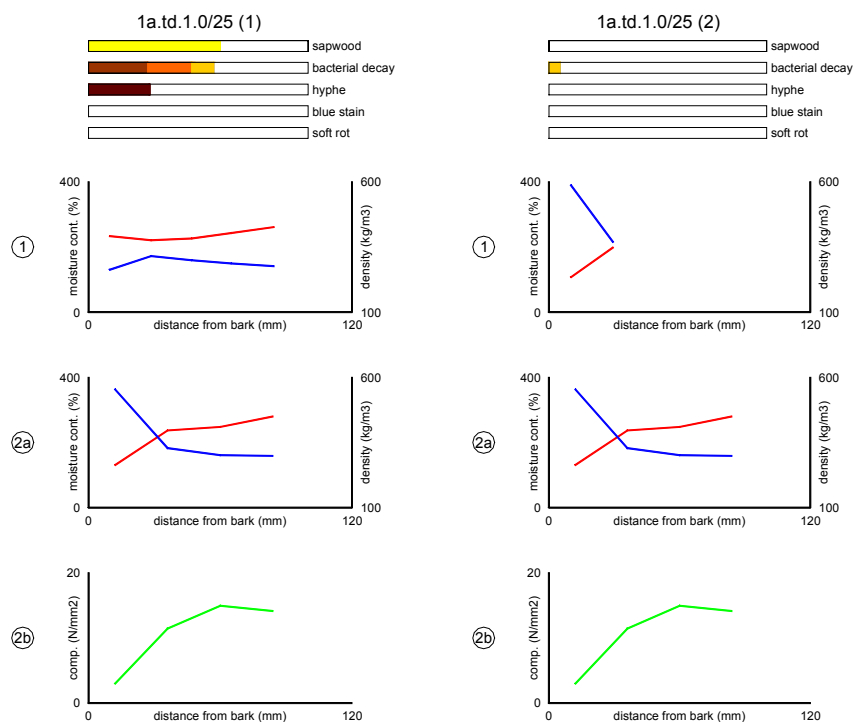 1a.td.1.0/25 (1)
sapwood
bacterial decay
hyphe
blue stain
soft rot
1
400
0
moisture cont. (%)
600
100
density (kg/m3)
0
distance from bark (mm)
120
2a
400
0
moisture cont. (%)
600
100
density (kg/m3)
0
distance from bark (mm)
120
2b
20
0
comp. (N/mm2)
0
distance from bark (mm)
120
1a.td.1.0/25 (2)
sapwood
bacterial decay
hyphe
blue stain
soft rot
1
400
0
moisture cont. (%)
600
100
density (kg/m3)
0
distance from bark (mm)
120
2a
400
0
moisture cont. (%)
600
100
density (kg/m3)
0
distance from bark (mm)
120
2b
20
0
comp. (N/mm2)
0
distance from bark (mm)
120